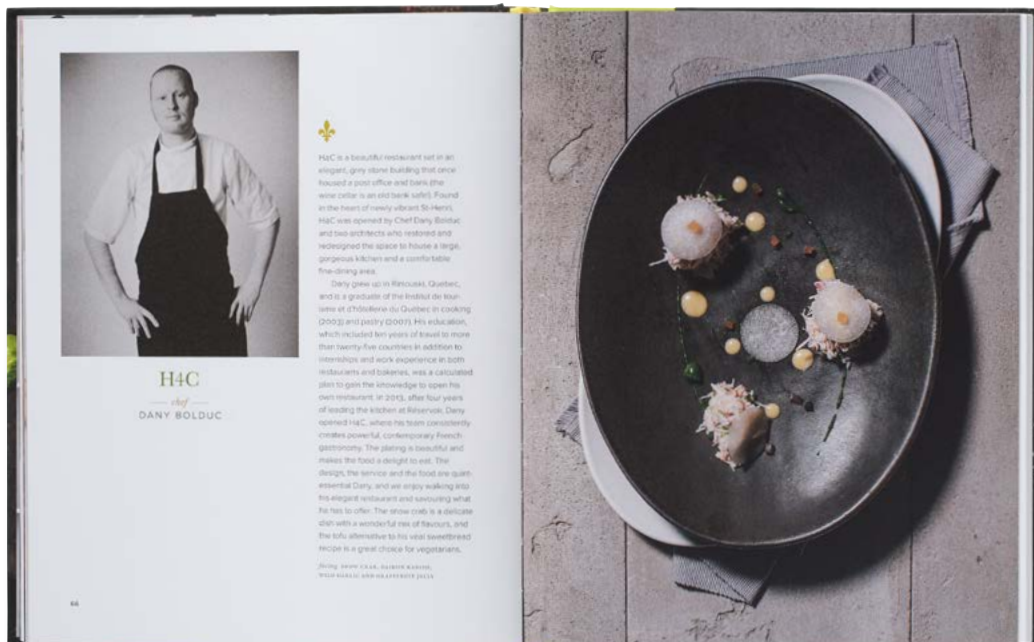 H4C
chef
DANY BOLDUC
H4C is a beautiful restaurant set in an
elegant, grey stone building that once
housed a post office and bank (the
wine cellar is an old bank safe!). Found
in the heart of newly vibrant St-Henri,
H4C was opened by Chef Dany Bolduc
and two architects who restored and
redesigned the space to house a large,
gorgeous kitchen and a comfortable
fine-dining area.
Dany grew up in Rimouski, Quebec,
and is a graduate of the Institut de tour-
isme et d'hôtellerie du Québec in cooking
(2003) and pastry (2007). His education,
which included ten years of travel to more
than twenty-five countries in addition to
internships and work experience in both
restaurants and bakeries, was a calculated
plan to gain the knowledge to open his
own restaurant. In 2013, after four years
of leading the kitchen at Réservoir, Dany
opened H4C, where his team consistently
creates powerful, contemporary French
gastronomy. The plating is beautiful and
makes the food a delight to eat. The
design, the service and the food are quint-
essential Dany, and we enjoy walking into
his elegant restaurant and savouring what
he has to offer. The snow crab is a delicate
dish with a wonderful mix of flavours, and
the tofu alternative to his veal sweetbread
recipe is a great choice for vegetarians.
facing SNOW CRAB, DAIKON RADISH,
WILD GARLIC AND GRAPEFRUIT JELLY
66